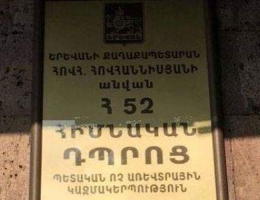 ԵՐԵՎԱՆԻ ՔԱՂԱՔԱՊԵՏԱՐԱՆ
ՀՈՎՀ. ՀՈՎՀԱՆՆԻՍՅԱՆԻ
անվան
Հ 52
ՀԻՄՆԱԿԱՆ
ԴՊՐՈՑ
ՊԵՏԱԿԱՆ ՈՉ ԱՌԵՎՏՐԱՅԻՆ
ԿԱԶՄԱԿԵՐՊՈՒԹՅՈՒՆ